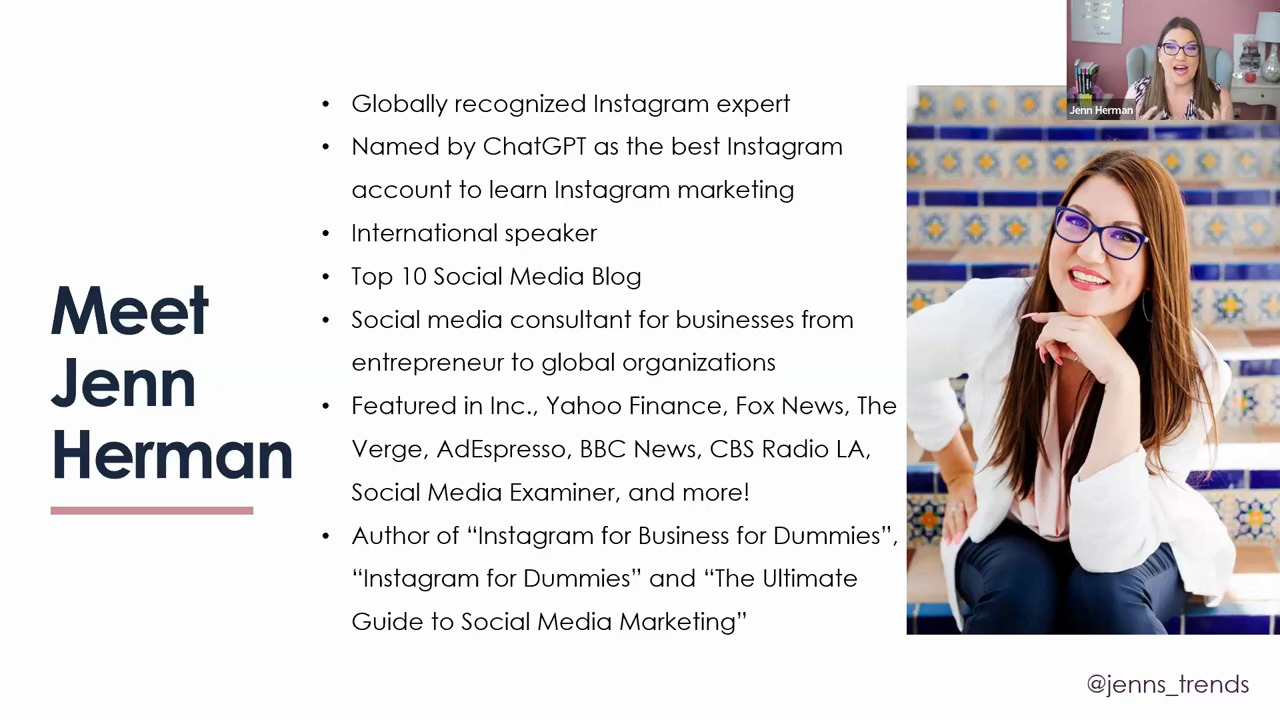 Jenn Herman
Meet
Jenn
Herman
• Globally recognized Instagram expert
• Named by ChatGPT as the best Instagram
account to learn Instagram marketing
• International speaker
• Top 10 Social Media Blog
• Social media consultant for businesses from
entrepreneur to global organizations
• Featured in Inc., Yahoo Finance, Fox News, The
Verge, AdEspresso, BBC News, CBS Radio LA,
Social Media Examiner, and more!
• Author of “Instagram for Business for Dummies”,
“Instagram for Dummies” and “The Ultimate
Guide to Social Media Marketing”
@jenns_trends